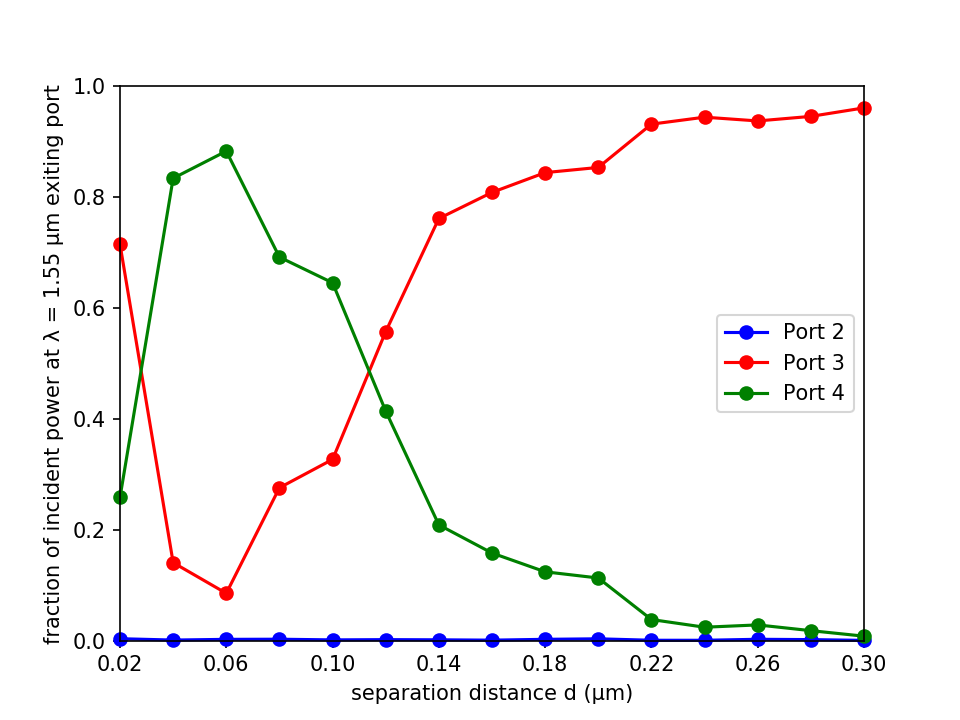 fraction of incident power at λ = 1.55 μm exiting port
1.0
0.8
0.6
0.4
0.2
0.0
Port 2
Port 3
Port 4
0.02 0.06 0.10 0.14 0.18 0.22 0.26 0.30
separation distance d (μm)